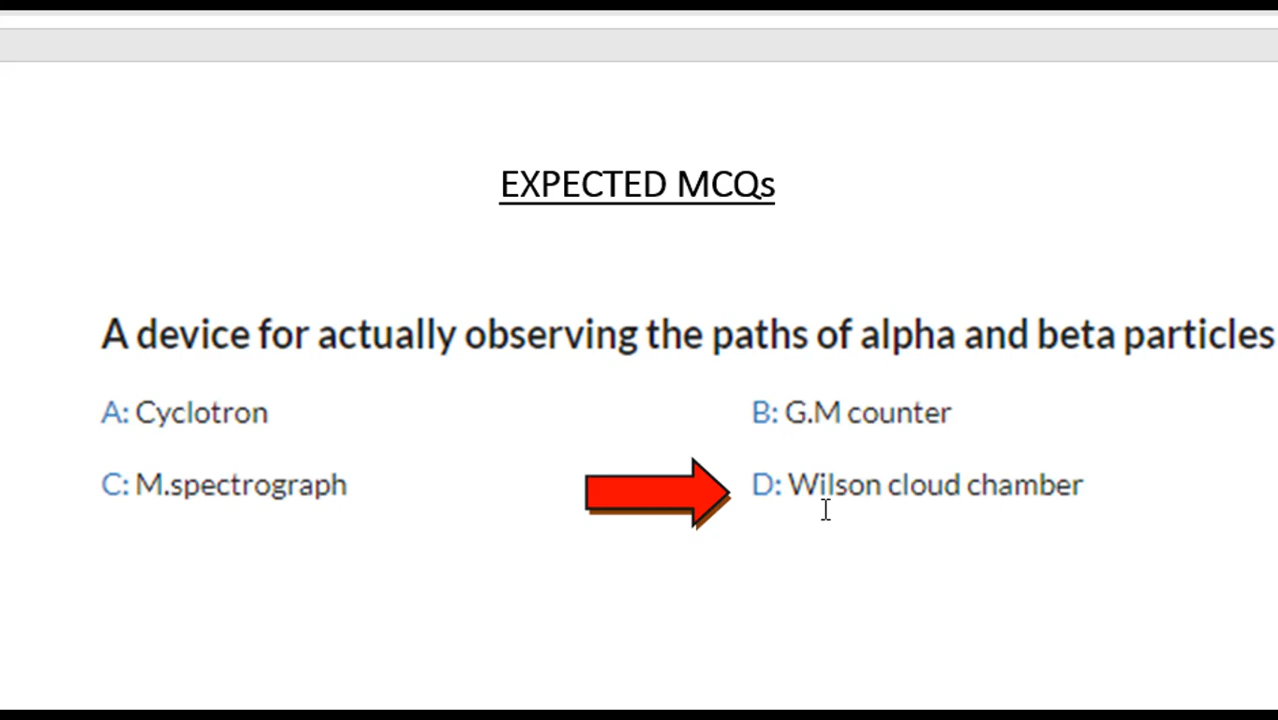 EXPECTED MCQs
A device for actually observing the paths of alpha and beta particles
A: Cyclotron B: G.M counter
C: M.spectrograph D: Wilson cloud chamber